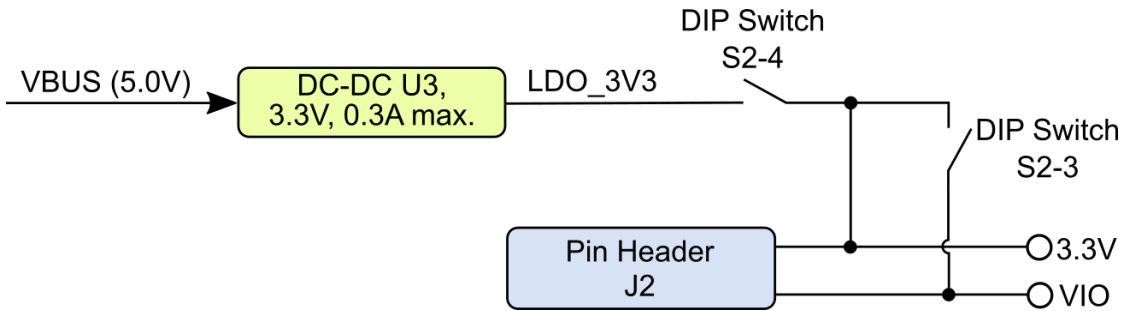 DIP Switch
S2-4
VBUS (5.0V)
DC-DC U3,
3.3V, 0.3A max.
LDO_3V3
DIP Switch
S2-3
Pin Header
J2
3.3V
VIO